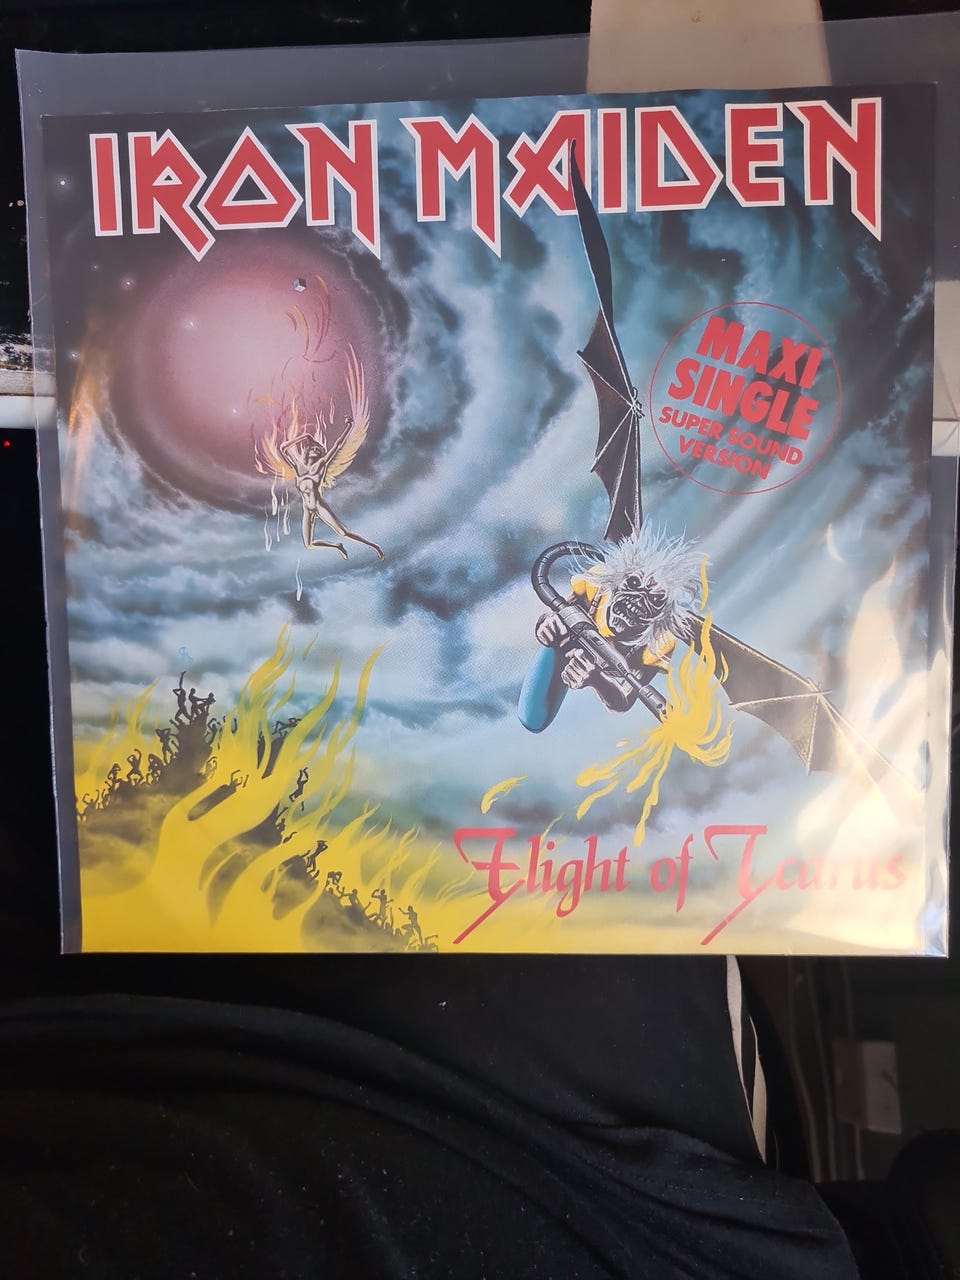 IRON MAIDEN
MAXI
SINGLE
SUPER SOUND
VERSION
Flight of Icarus